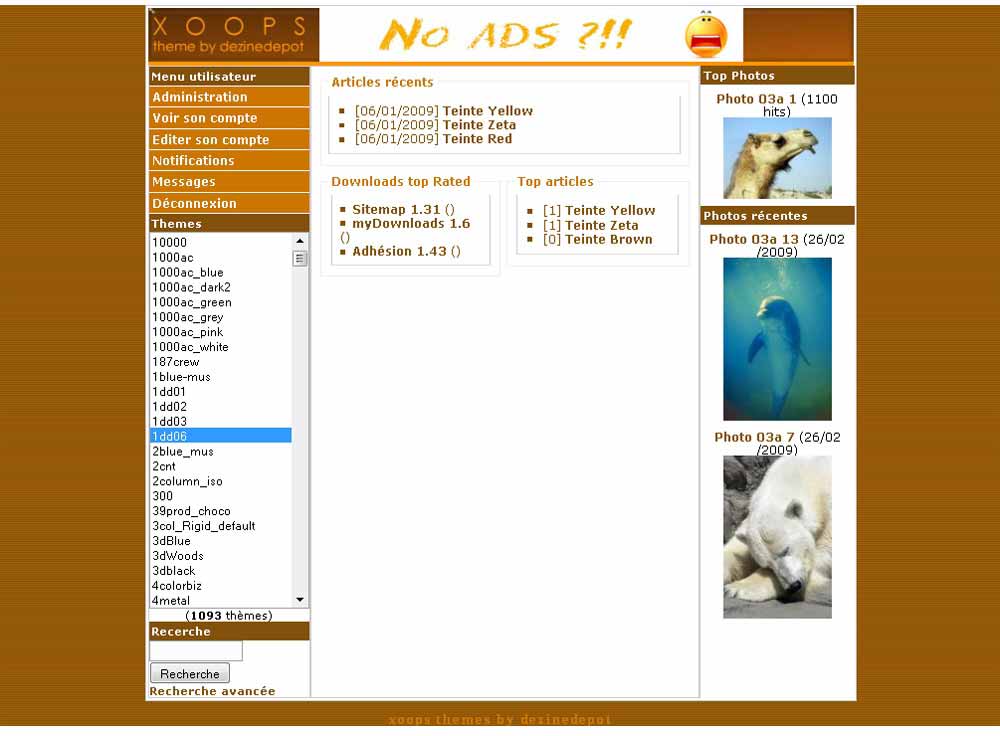 X O O P S
theme by dezinedepot
No ADS ?!!
Menu utilisateur
Administration
Voir son compte
Editer son compte
Notifications
Messages
Déconnexion
Themes
10000
1000ac
1000ac_blue
1000ac_dark2
1000ac_green
1000ac_grey
1000ac_pink
1000ac_white
187crew
1blue-mus
1dd01
1dd02
1dd03
1dd06
2blue_mus
2cnt
2column_iso
300
39prod_choco
3col_Rigid_default
3dBlue
3dWoods
3dblack
4colorbiz
4metal
(1093 thèmes)
Recerche
Recherche
Recherche avancée
Articles récents
[06/01/2009] Teinte Yellow
[06/01/2009] Teinte Zeta
[06/01/2009] Teinte Red
Downloads top Rated
Sitemap 1.31 ()
myDownloads 1.6
()
Adhésion 1.43 ()
Top articles
[1] Teinte Yellow
[1] Teinte Zeta
[0] Teinte Brown
Top Photos
Photo 03a 1 (1100
hits)
Photos récentes
Photo 03a 13 (26/02
/2009)
Photo 03a 7 (26/02
/2009)
xoops themes by dezinedepot